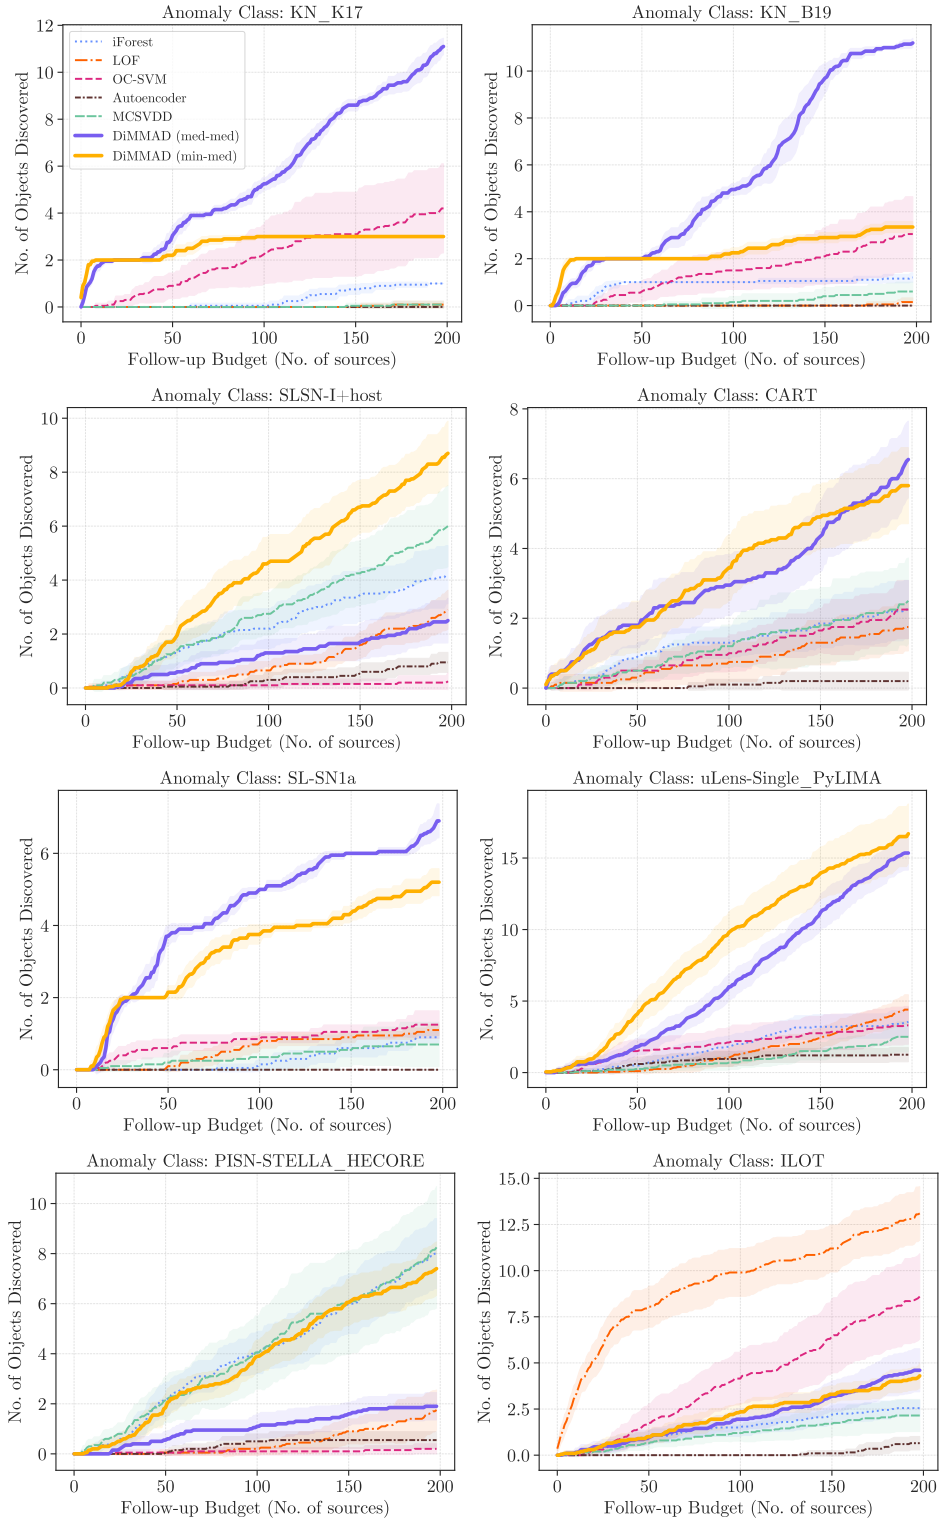 Anomaly Class: KN_K17
No. of Objects Discovered
12
10
8
6
4
2
0
iForest
LOF
OC-SVM
Autoencoder
MCSVDD
DiMMAD (med-med)
DiMMAD (min-med)
0 50 100 150 200
Follow-up Budget (No. of sources)
Anomaly Class: KN_B19
No. of Objects Discovered
10
8
6
4
2
0
0 50 100 150 200
Follow-up Budget (No. of sources)
Anomaly Class: SLSN-I+host
No. of Objects Discovered
10
8
6
4
2
0
0 50 100 150 200
Follow-up Budget (No. of sources)
Anomaly Class: CART
No. of Objects Discovered
8
6
4
2
0
0 50 100 150 200
Follow-up Budget (No. of sources)
Anomaly Class: SL-SN1a
No. of Objects Discovered
6
4
2
0
0 50 100 150 200
Follow-up Budget (No. of sources)
Anomaly Class: uLens-Single_PyLIMA
No. of Objects Discovered
15
10
5
0
0 50 100 150 200
Follow-up Budget (No. of sources)
Anomaly Class: PISN-STELLA_HECORE
No. of Objects Discovered
10
8
6
4
2
0
0 50 100 150 200
Follow-up Budget (No. of sources)
Anomaly Class: ILOT
No. of Objects Discovered
15.0
12.5
10.0
7.5
5.0
2.5
0.0
0 50 100 150 200
Follow-up Budget (No. of sources)